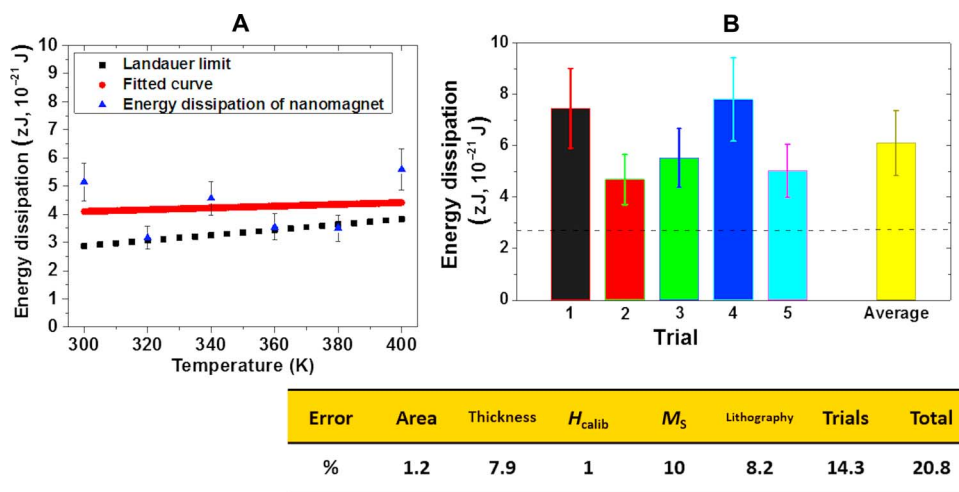 A
Energy dissipation (zJ, 10⁻²¹ J)
10
9
8
7
6
5
4
3
2
1
0
Landauer limit
Fitted curve
Energy dissipation of nanomagnet
300 320 340 360 380 400
Temperature (K)
B
Energy dissipation
(zJ, 10⁻²¹ J)
10
8
6
4
2
0
1 2 3 4 5 Average
Trial
Error Area Thickness Hcalib MS Lithography Trials Total
% 1.2 7.9 1 10 8.2 14.3 20.8